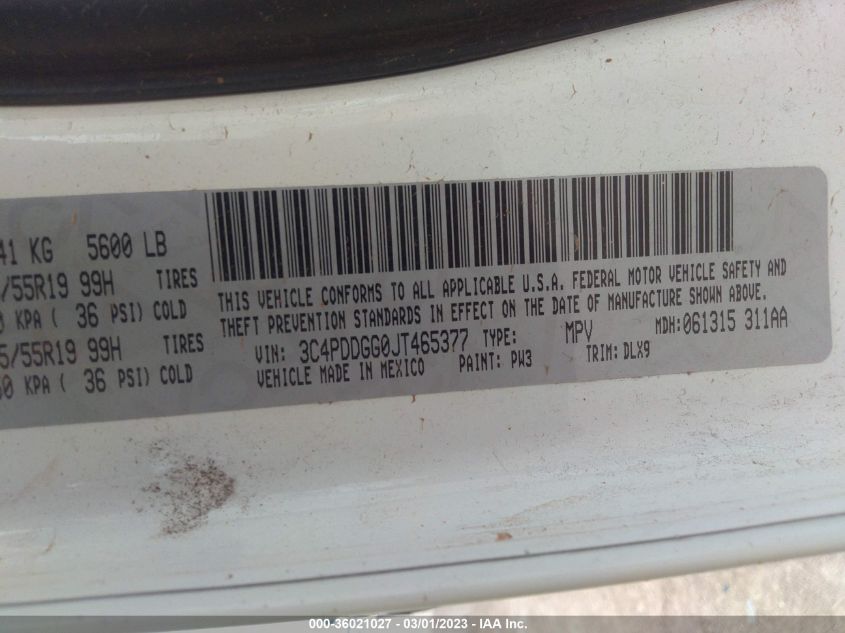 41 KG 5600 LB
/55R19 99H TIRES
0 KPA ( 36 PSI) COLD
5/55R19 99H TIRES
50 KPA ( 36 PSI) COLD
THIS VEHICLE CONFORMS TO ALL APPLICABLE U.S.A. FEDERAL MOTOR VEHICLE SAFETY AND
THEFT PREVENTION STANDARDS IN EFFECT ON THE DATE OF MANUFACTURE SHOWN ABOVE.
VIN: 3C4PDDGG0JT465377 TYPE: MPV MDH:061315 311AA
VEHICLE MADE IN MEXICO PAINT: PW3 TRIM: DLX9
000-36021027 - 03/01/2023 - IAA Inc.